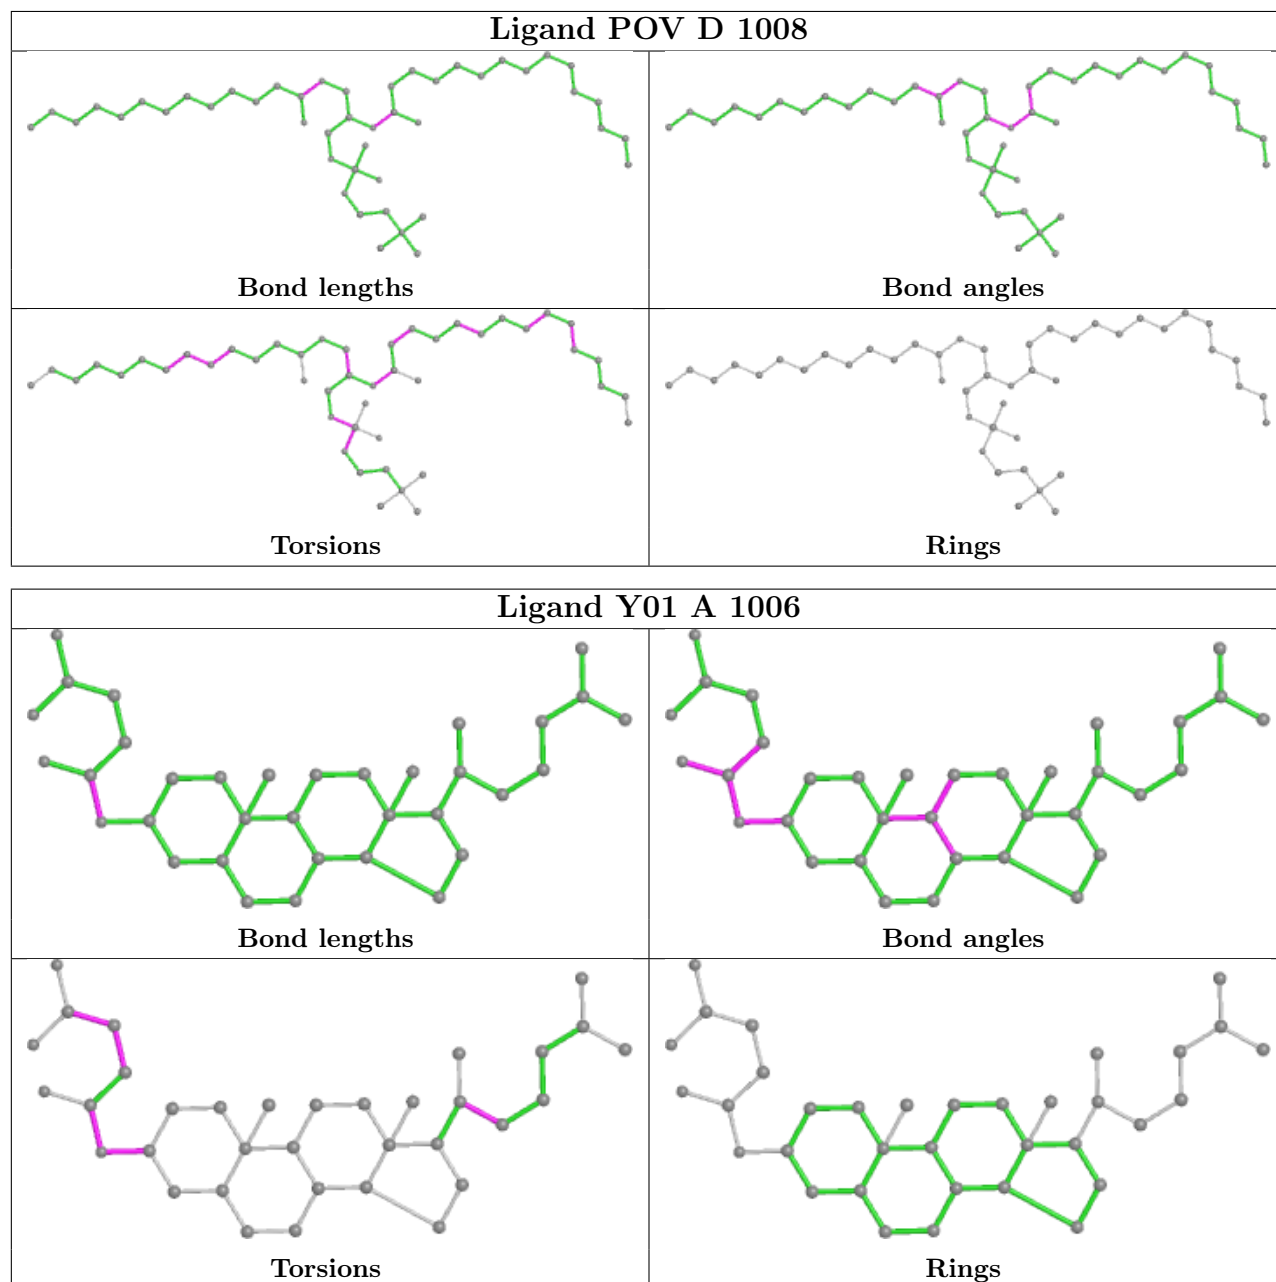 Ligand POV D 1008
Bond lengths
Bond angles
Torsions
Rings
Ligand Y01 A 1006
Bond lengths
Bond angles
Torsions
Rings